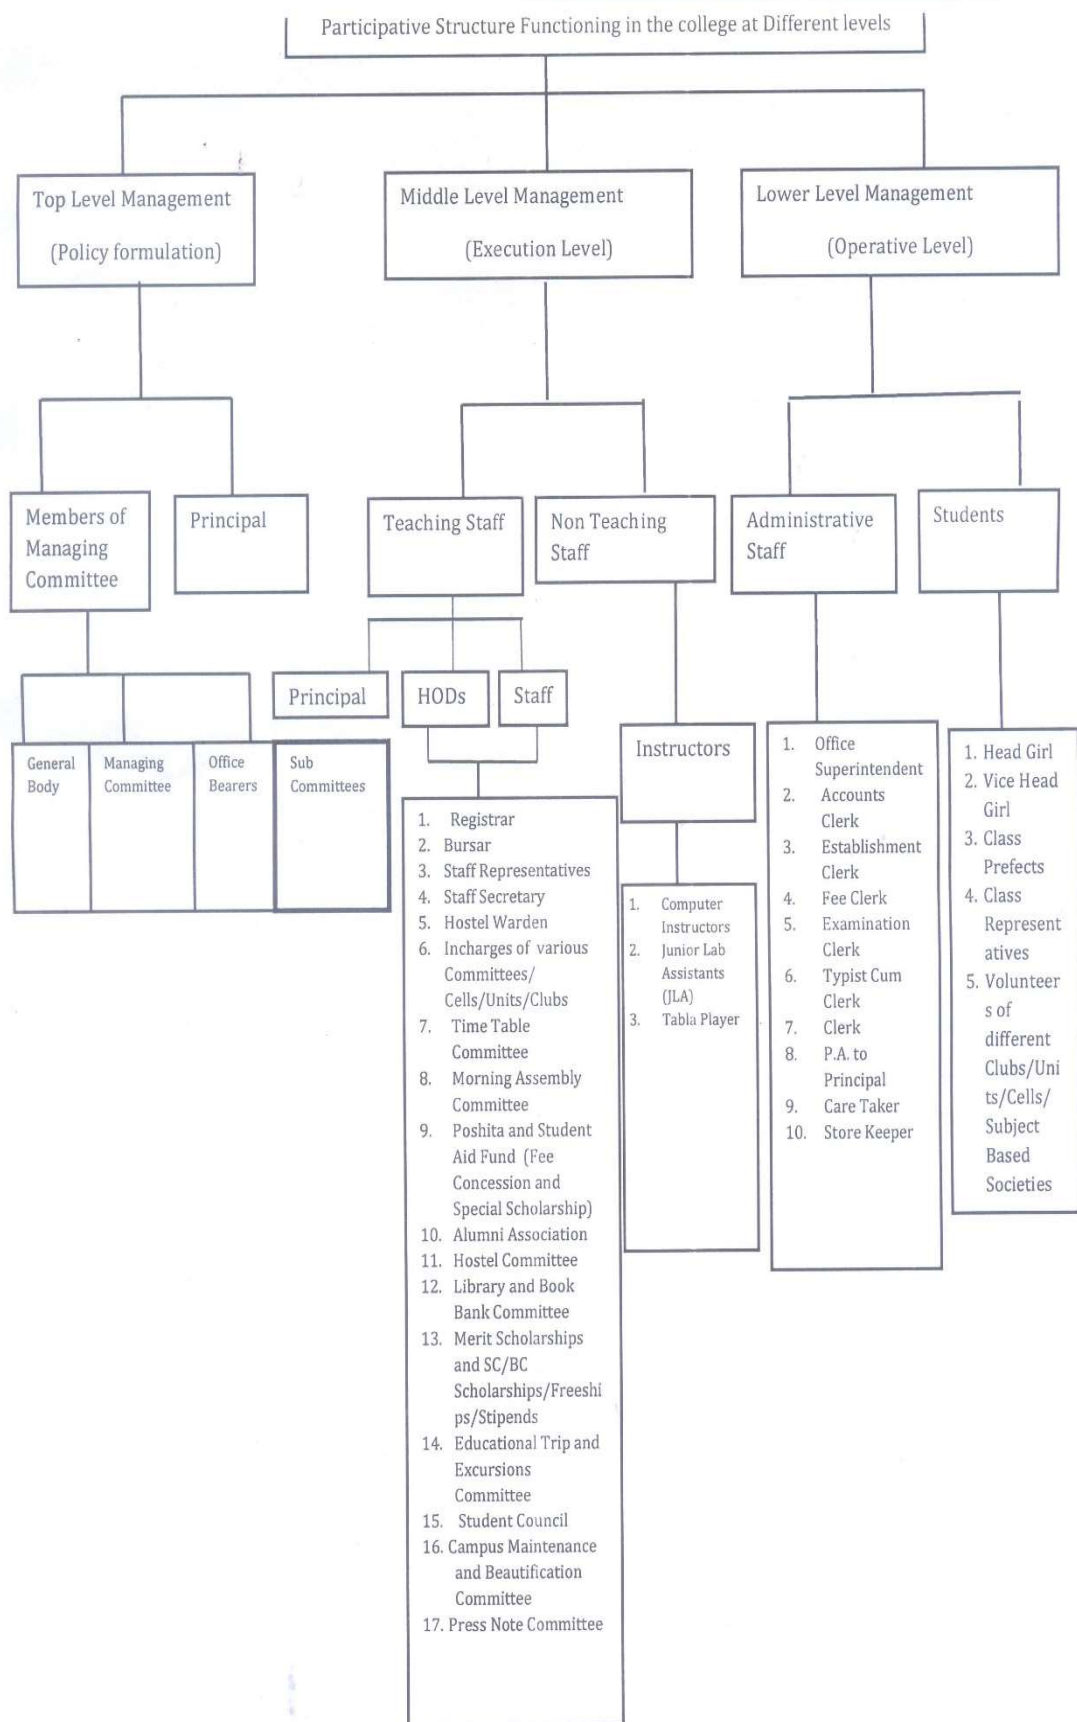 Participative Structure Functioning in the college at Different levels
Top Level Management
(Policy formulation)
Middle Level Management
(Execution Level)
Lower Level Management
(Operative Level)
Members of
Managing
Committee
Principal
Teaching Staff
Non Teaching
Staff
Administrative
Staff
Students
Principal
HODs
Staff
General
Body
Managing
Committee
Office
Bearers
Sub
Committees
1. Registrar
2. Bursar
3. Staff Representatives
4. Staff Secretary
5. Hostel Warden
6. Incharges of various
Committees/
Cells/Units/Clubs
7. Time Table
Committee
8. Morning Assembly
Committee
9. Poshita and Student
Aid Fund (Fee
Concession and
Special Scholarship)
10. Alumni Association
11. Hostel Committee
12. Library and Book
Bank Committee
13. Merit Scholarships
and SC/BC
Scholarships/Freeshi
ps/Stipends
14. Educational Trip and
Excursions
Committee
15. Student Council
16. Campus Maintenance
and Beautification
Committee
17. Press Note Committee
Instructors
1. Computer
Instructors
2. Junior Lab
Assistants
(JLA)
3. Tabla Player
1. Office
Superintendent
2. Accounts
Clerk
3. Establishment
Clerk
4. Fee Clerk
5. Examination
Clerk
6. Typist Cum
Clerk
7. Clerk
8. P.A. to
Principal
9. Care Taker
10. Store Keeper
1. Head Girl
2. Vice Head
Girl
3. Class
Prefects
4. Class
Represent
atives
5. Volunteer
s of
different
Clubs/Uni
ts/Cells/
Subject
Based
Societies